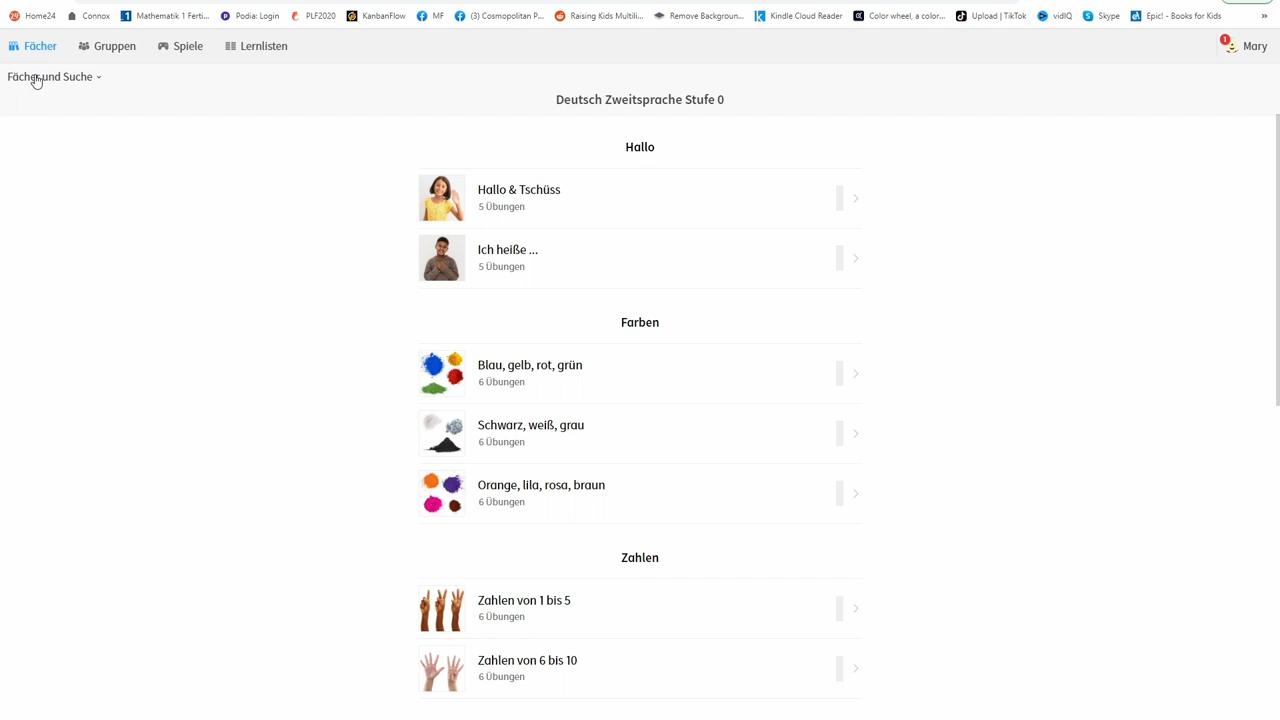 Home24 Connox Mathematik 1 Ferti... Podia: Login PLF2020 KanbanFlow MF (3) Cosmopolitan P... Raising Kids Multili... Remove Backgroun... Kindle Cloud Reader Color wheel, a color... Upload | TikTok vidIQ Skype Epic! - Books for Kids »
Fächer Gruppen Spiele Lernlisten 1 Mary
Fächer und Suche
Deutsch Zweitsprache Stufe 0
Hallo
Hallo & Tschüss
5 Übungen
Ich heiße ...
5 Übungen
Farben
Blau, gelb, rot, grün
6 Übungen
Schwarz, weiß, grau
6 Übungen
Orange, lila, rosa, braun
6 Übungen
Zahlen
Zahlen von 1 bis 5
6 Übungen
Zahlen von 6 bis 10
6 Übungen